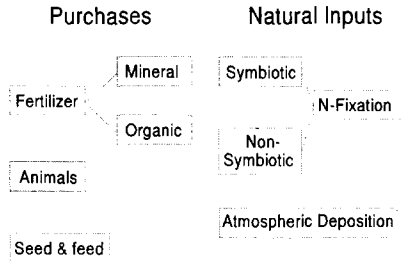 Purchases
Natural Inputs
Mineral
Fertilizer
Organic
Animals
Seed & feed
Symbiotic
N-Fixation
Non-
Symbiotic
Atmospheric Deposition